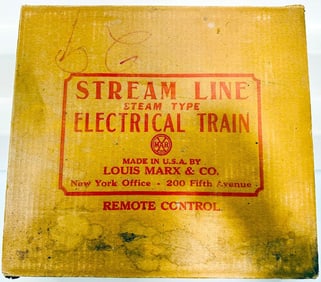 STREAM LINE
STEAM TYPE
ELECTRICAL TRAIN
MAR
MADE IN U.S.A. BY
LOUIS MARX & CO.
New York Office - 200 Fifth Avenue
REMOTE CONTROL